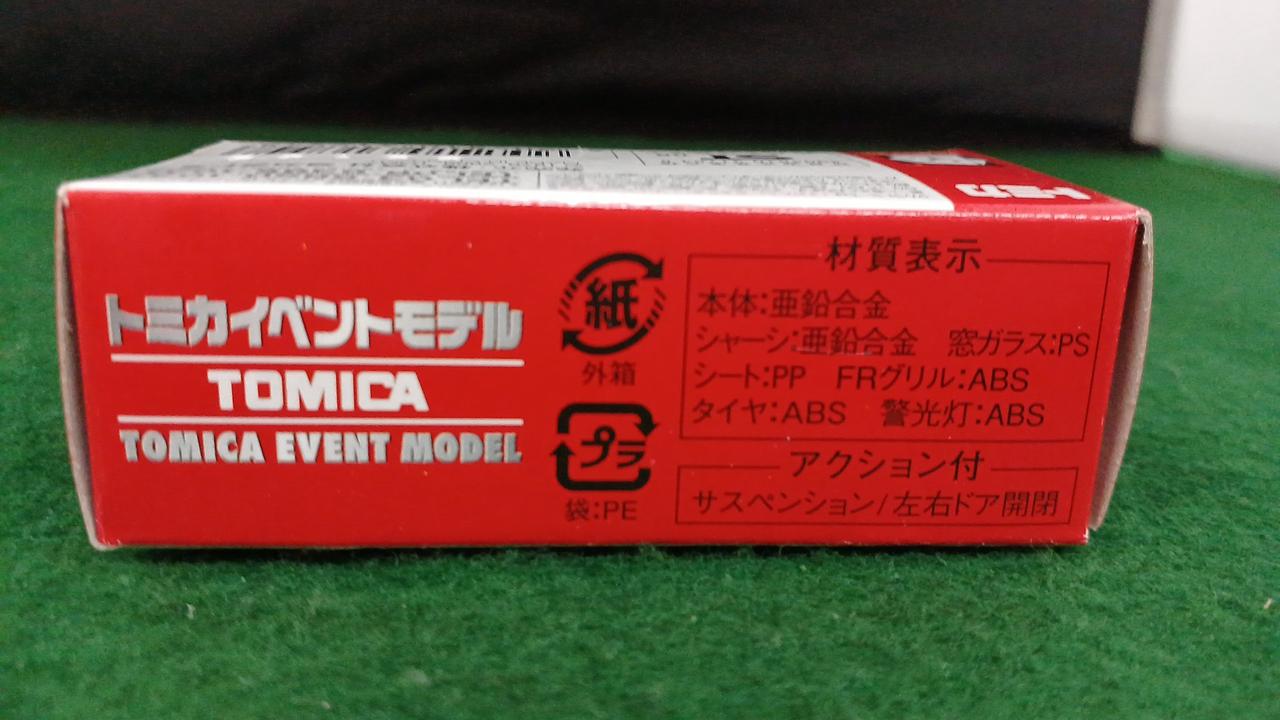 トミカ
トミカイベントモデル
TOMICA
TOMICA EVENT MODEL
紙
外箱
プラ
袋:PE
材質表示
本体:亜鉛合金
シャーシ:亜鉛合金 窓ガラス:PS
シート:PP FRグリル:ABS
タイヤ:ABS 警光灯:ABS
アクション付
サスペンション/左右ドア開閉